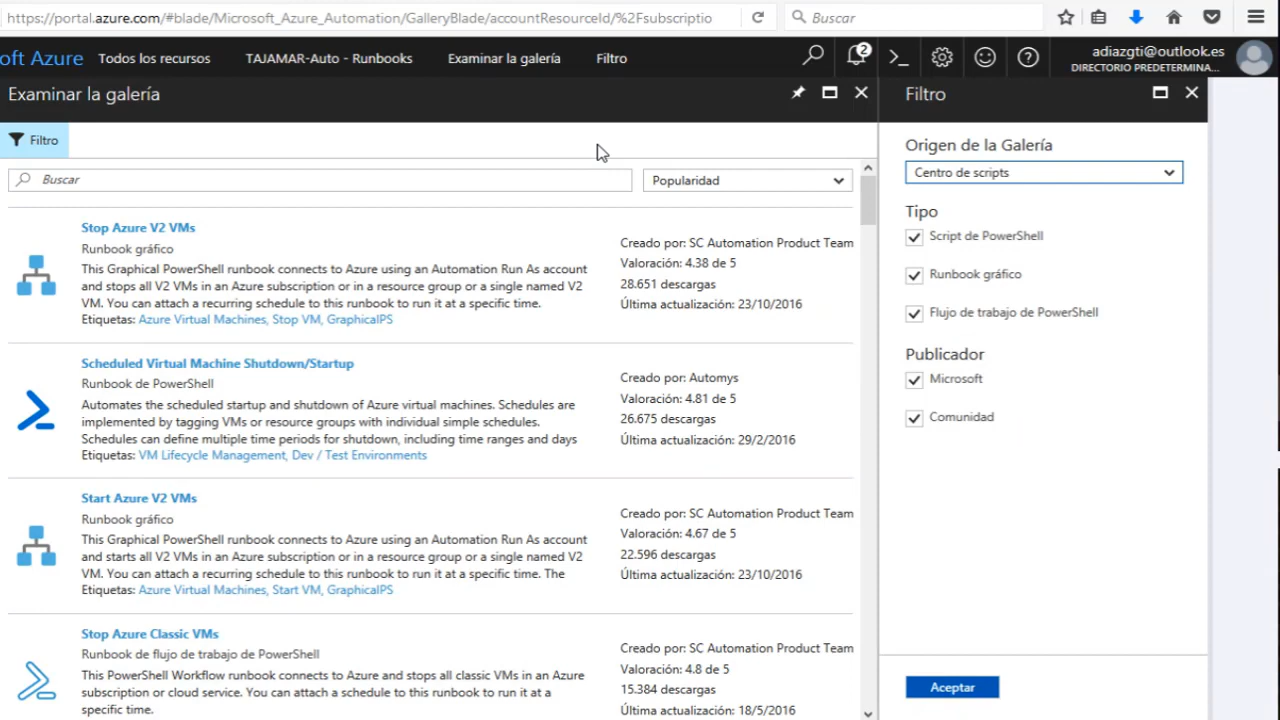 https://portal.azure.com/#blade/Microsoft_Azure_Automation/GalleryBlade/accountResourceId/%2Fsubscriptio
Buscar
oft Azure
Todos los recursos
TAJAMAR-Auto - Runbooks
Examinar la galería
Filtro
2
adiazgti@outlook.es
DIRECTORIO PREDETERMINA...
Examinar la galería
Filtro
Buscar
Popularidad
Stop Azure V2 VMs
Runbook gráfico
This Graphical PowerShell runbook connects to Azure using an Automation Run As account
and stops all V2 VMs in an Azure subscription or in a resource group or a single named V2
VM. You can attach a recurring schedule to this runbook to run it at a specific time.
Etiquetas: Azure Virtual Machines, Stop VM, GraphicalPS
Creado por: SC Automation Product Team
Valoración: 4.38 de 5
28.651 descargas
Última actualización: 23/10/2016
Scheduled Virtual Machine Shutdown/Startup
Runbook de PowerShell
Automates the scheduled startup and shutdown of Azure virtual machines. Schedules are
implemented by tagging VMs or resource groups with individual simple schedules.
Schedules can define multiple time periods for shutdown, including time ranges and days
Etiquetas: VM Lifecycle Management, Dev / Test Environments
Creado por: Automys
Valoración: 4.81 de 5
26.675 descargas
Última actualización: 29/2/2016
Start Azure V2 VMs
Runbook gráfico
This Graphical PowerShell runbook connects to Azure using an Automation Run As account
and starts all V2 VMs in an Azure subscription or in a resource group or a single named V2
VM. You can attach a recurring schedule to this runbook to run it at a specific time. The
Etiquetas: Azure Virtual Machines, Start VM, GraphicalPS
Creado por: SC Automation Product Team
Valoración: 4.67 de 5
22.596 descargas
Última actualización: 23/10/2016
Stop Azure Classic VMs
Runbook de flujo de trabajo de PowerShell
This PowerShell Workflow runbook connects to Azure and stops all classic VMs in an Azure
subscription or cloud service. You can attach a schedule to this runbook to run it at a
specific time.
Creado por: SC Automation Product Team
Valoración: 4.8 de 5
15.384 descargas
Última actualización: 18/5/2016
Filtro
Origen de la Galería
Centro de scripts
Tipo
Script de PowerShell
Runbook gráfico
Flujo de trabajo de PowerShell
Publicador
Microsoft
Comunidad
Aceptar